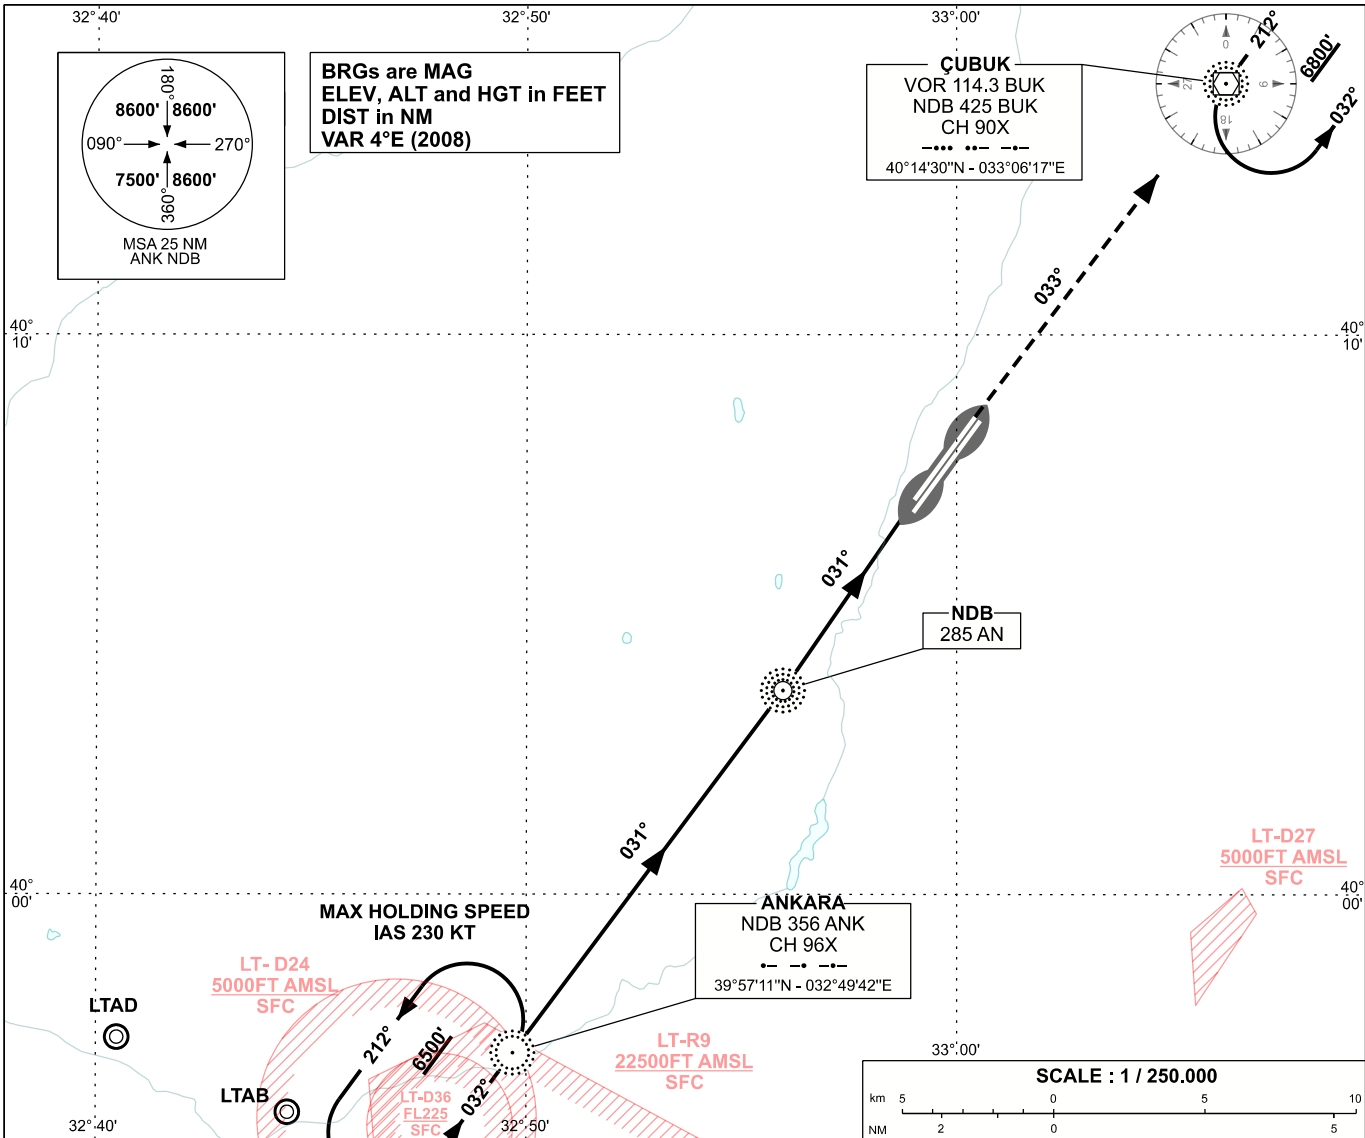 32° 40'
32° 50'
33° 00'
180°
8600'
8600'
090°
270°
7500'
8600'
360°
MSA 25 NM
ANK NDB
BRGs are MAG
ELEV, ALT and HGT in FEET
DIST in NM
VAR 4°E (2008)
ÇUBUK
VOR 114.3 BUK
NDB 425 BUK
CH 90X
40°14'30"N - 033°06'17"E
0
9
18
27
212°
6800'
032°
033°
40°
10'
40°
10'
031°
NDB
285 AN
031°
LT-D27
5000FT AMSL
SFC
40°
00'
40°
00'
MAX HOLDING SPEED
IAS 230 KT
ANKARA
NDB 356 ANK
CH 96X
39°57'11"N - 032°49'42"E
LT- D24
5000FT AMSL
SFC
LTAD
212°
6500'
032°
LT-R9
22500FT AMSL
SFC
LTAB
LT-D36
FL225
SFC
33°00'
SCALE : 1 / 250.000
km 5 0 5 10
NM 2 0 5
32° 40'
32°50'